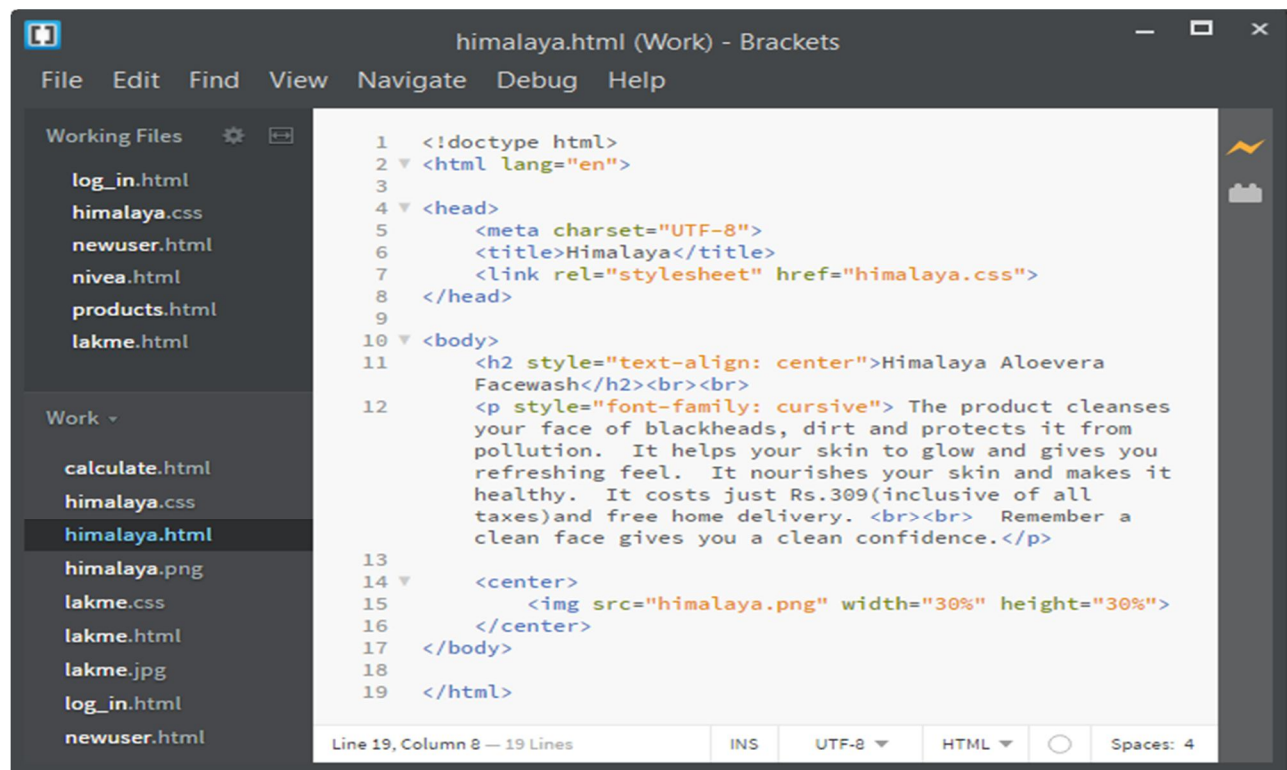 himalaya.html (Work) - Brackets
File Edit Find View Navigate Debug Help
Working Files
log_in.html
himalaya.css
newuser.html
nivea.html
products.html
lakme.html
Work
calculate.html
himalaya.css
himalaya.html
himalaya.png
lakme.css
lakme.html
lakme.jpg
log_in.html
newuser.html
1 <!doctype html>
2 <html lang="en">
3
4 <head>
5 <meta charset="UTF-8">
6 <title>Himalaya</title>
7 <link rel="stylesheet" href="himalaya.css">
8 </head>
9
10 <body>
11 <h2 style="text-align: center">Himalaya Aloevera
Facewash</h2><br><br>
12 <p style="font-family: cursive"> The product cleanses
your face of blackheads, dirt and protects it from
pollution.  It helps your skin to glow and gives you
refreshing feel.  It nourishes your skin and makes it
healthy.  It costs just Rs.309(inclusive of all
taxes)and free home delivery. <br><br>  Remember a
clean face gives you a clean confidence.</p>
13
14 <center>
15 <img src="himalaya.png" width="30%" height="30%">
16 </center>
17 </body>
18
19 </html>
Line 19, Column 8 — 19 Lines INS UTF-8 HTML Spaces: 4